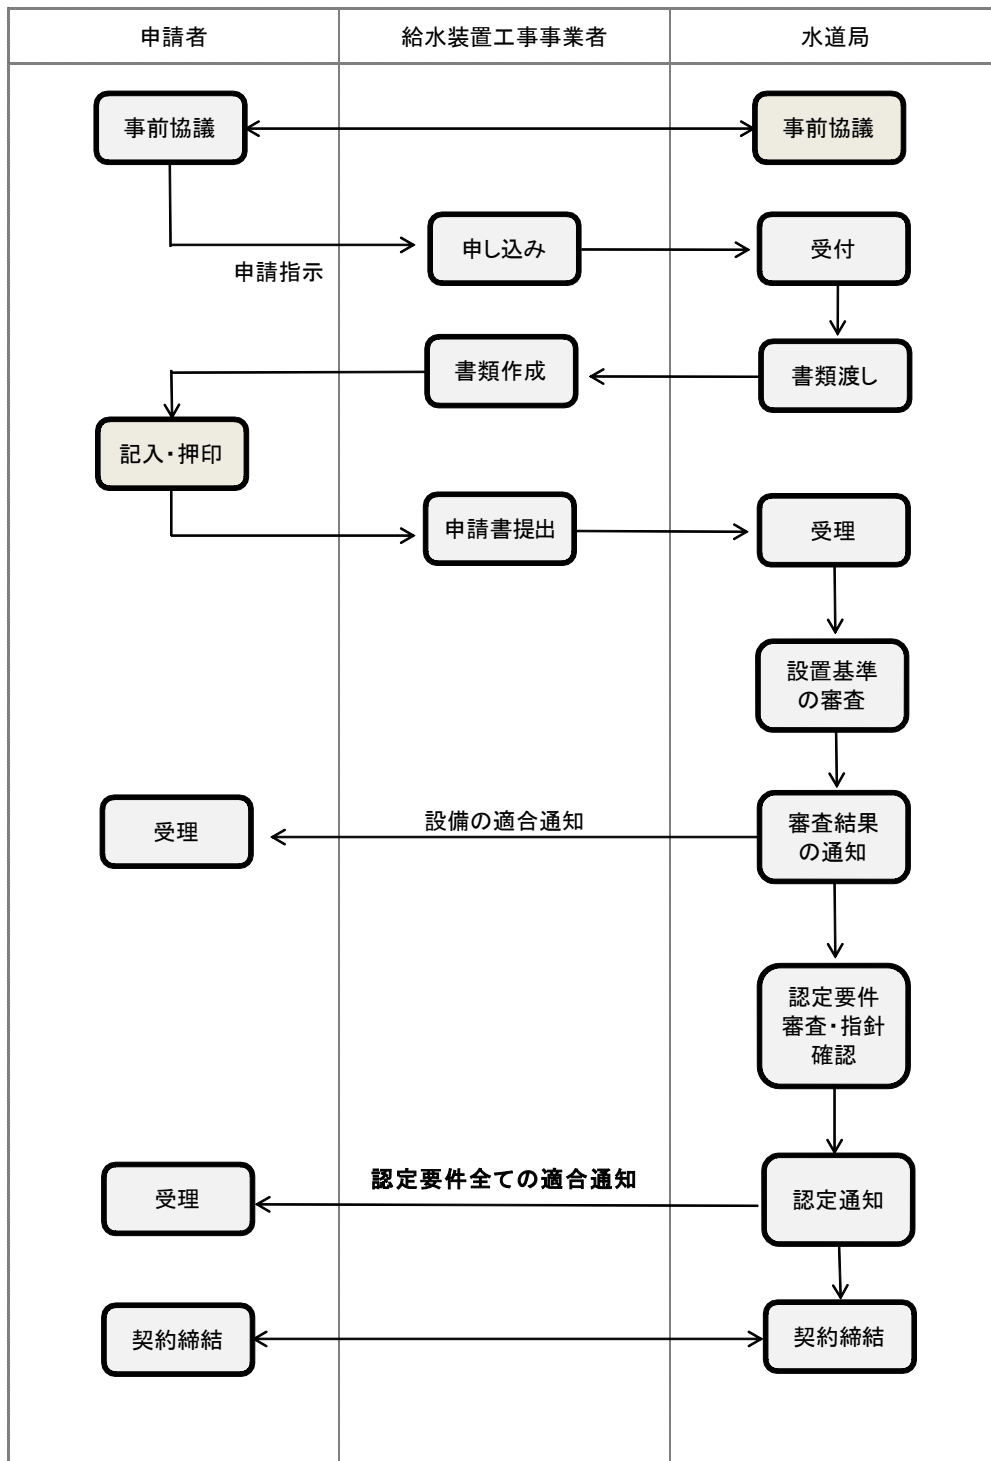 申請者
給水装置工事事業者
水道局
事前協議
事前協議
申し込み
受付
申請指示
書類作成
書類渡し
記入・押印
申請書提出
受理
設置基準
の審査
設備の適合通知
受理
審査結果
の通知
認定要件
審査・指針
確認
認定要件全ての適合通知
受理
認定通知
契約締結
契約締結